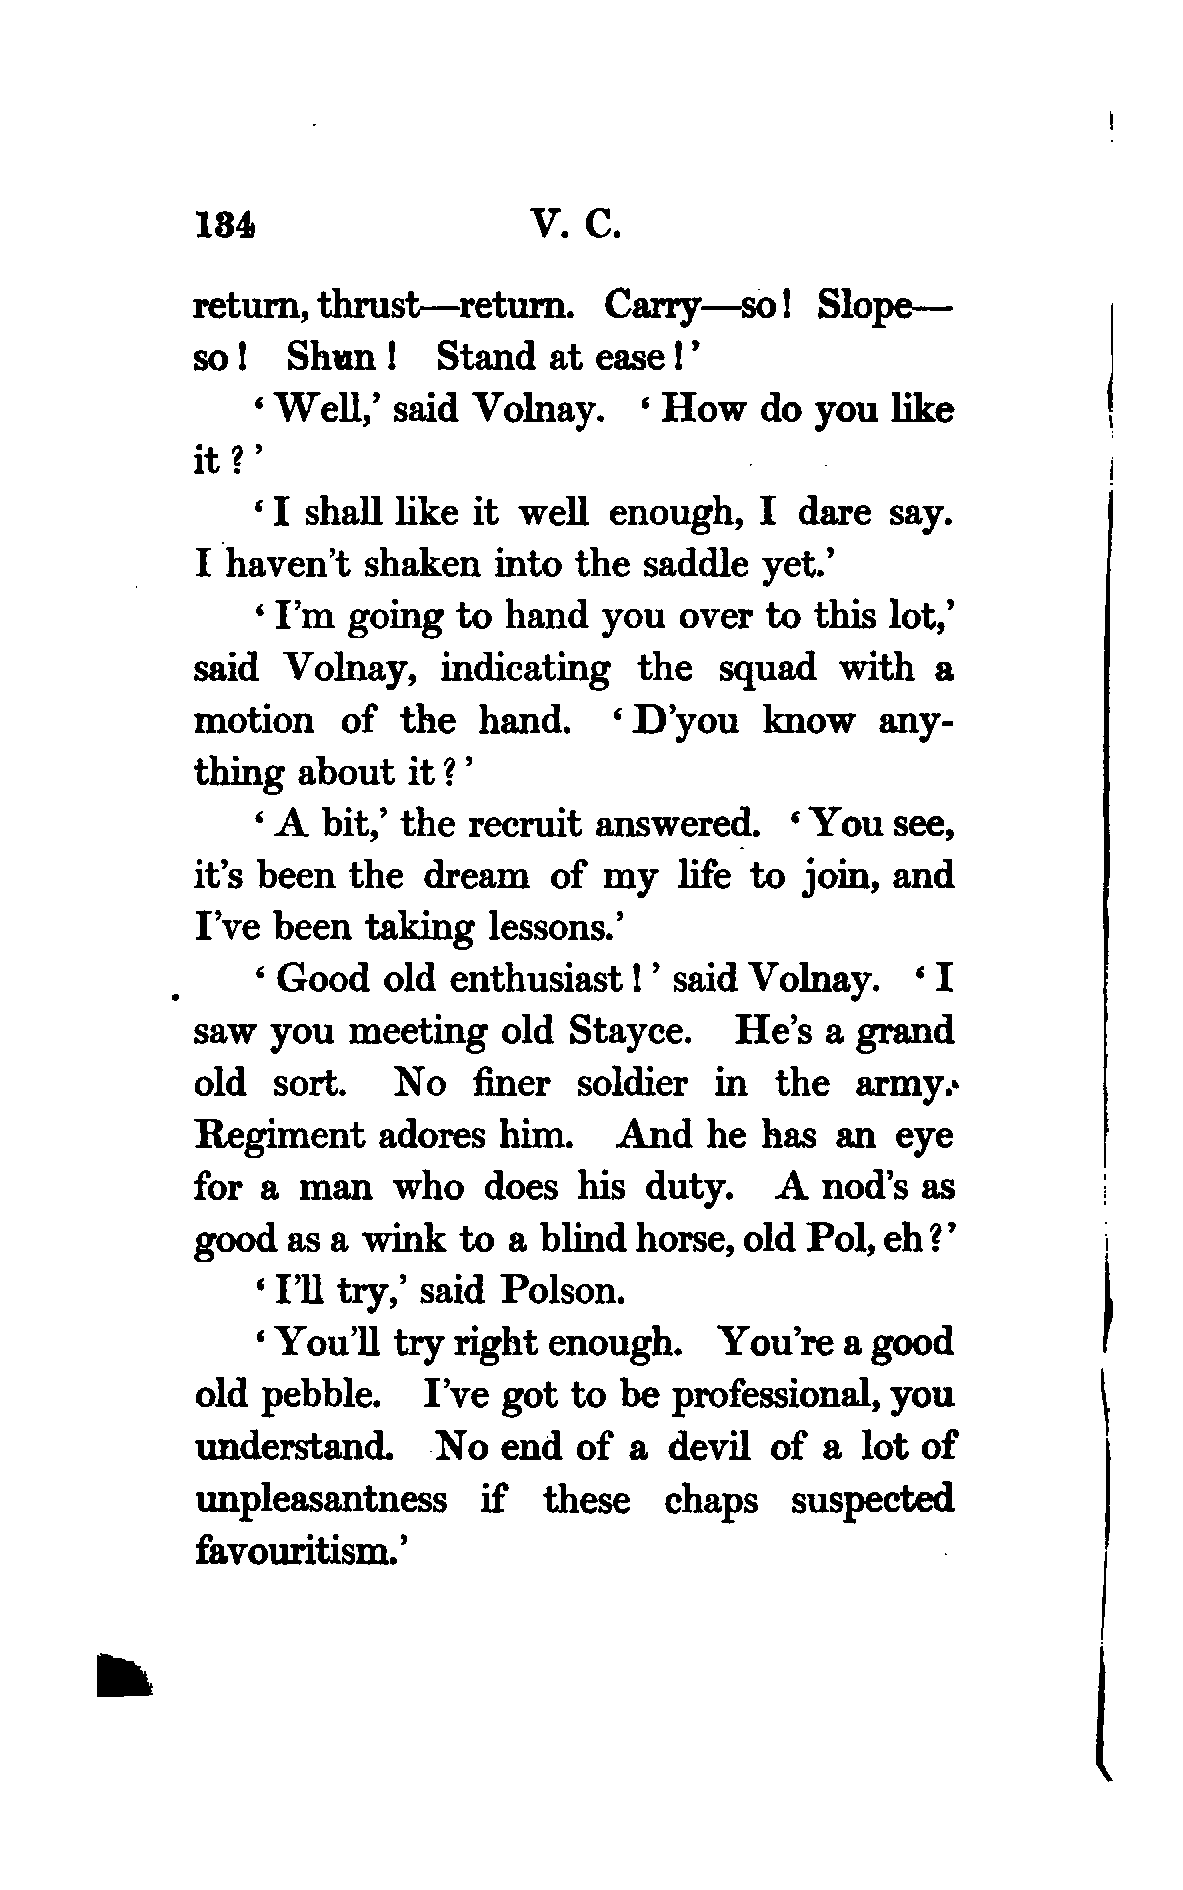 134 V. C.
return, thrust—return. Carry—so! Slope—
so! Shun! Stand at ease!'
'Well,' said Volnay. 'How do you like
it?'
'I shall like it well enough, I dare say.
I haven't shaken into the saddle yet.'
'I'm going to hand you over to this lot,'
said Volnay, indicating the squad with a
motion of the hand. 'D'you know any-
thing about it?'
'A bit,' the recruit answered. 'You see,
it's been the dream of my life to join, and
I've been taking lessons.'
'Good old enthusiast!' said Volnay. 'I
saw you meeting old Stayce. He's a grand
old sort. No finer soldier in the army.
Regiment adores him. And he has an eye
for a man who does his duty. A nod's as
good as a wink to a blind horse, old Pol, eh?'
'I'll try,' said Polson.
'You'll try right enough. You're a good
old pebble. I've got to be professional, you
understand. No end of a devil of a lot of
unpleasantness if these chaps suspected
favouritism.'